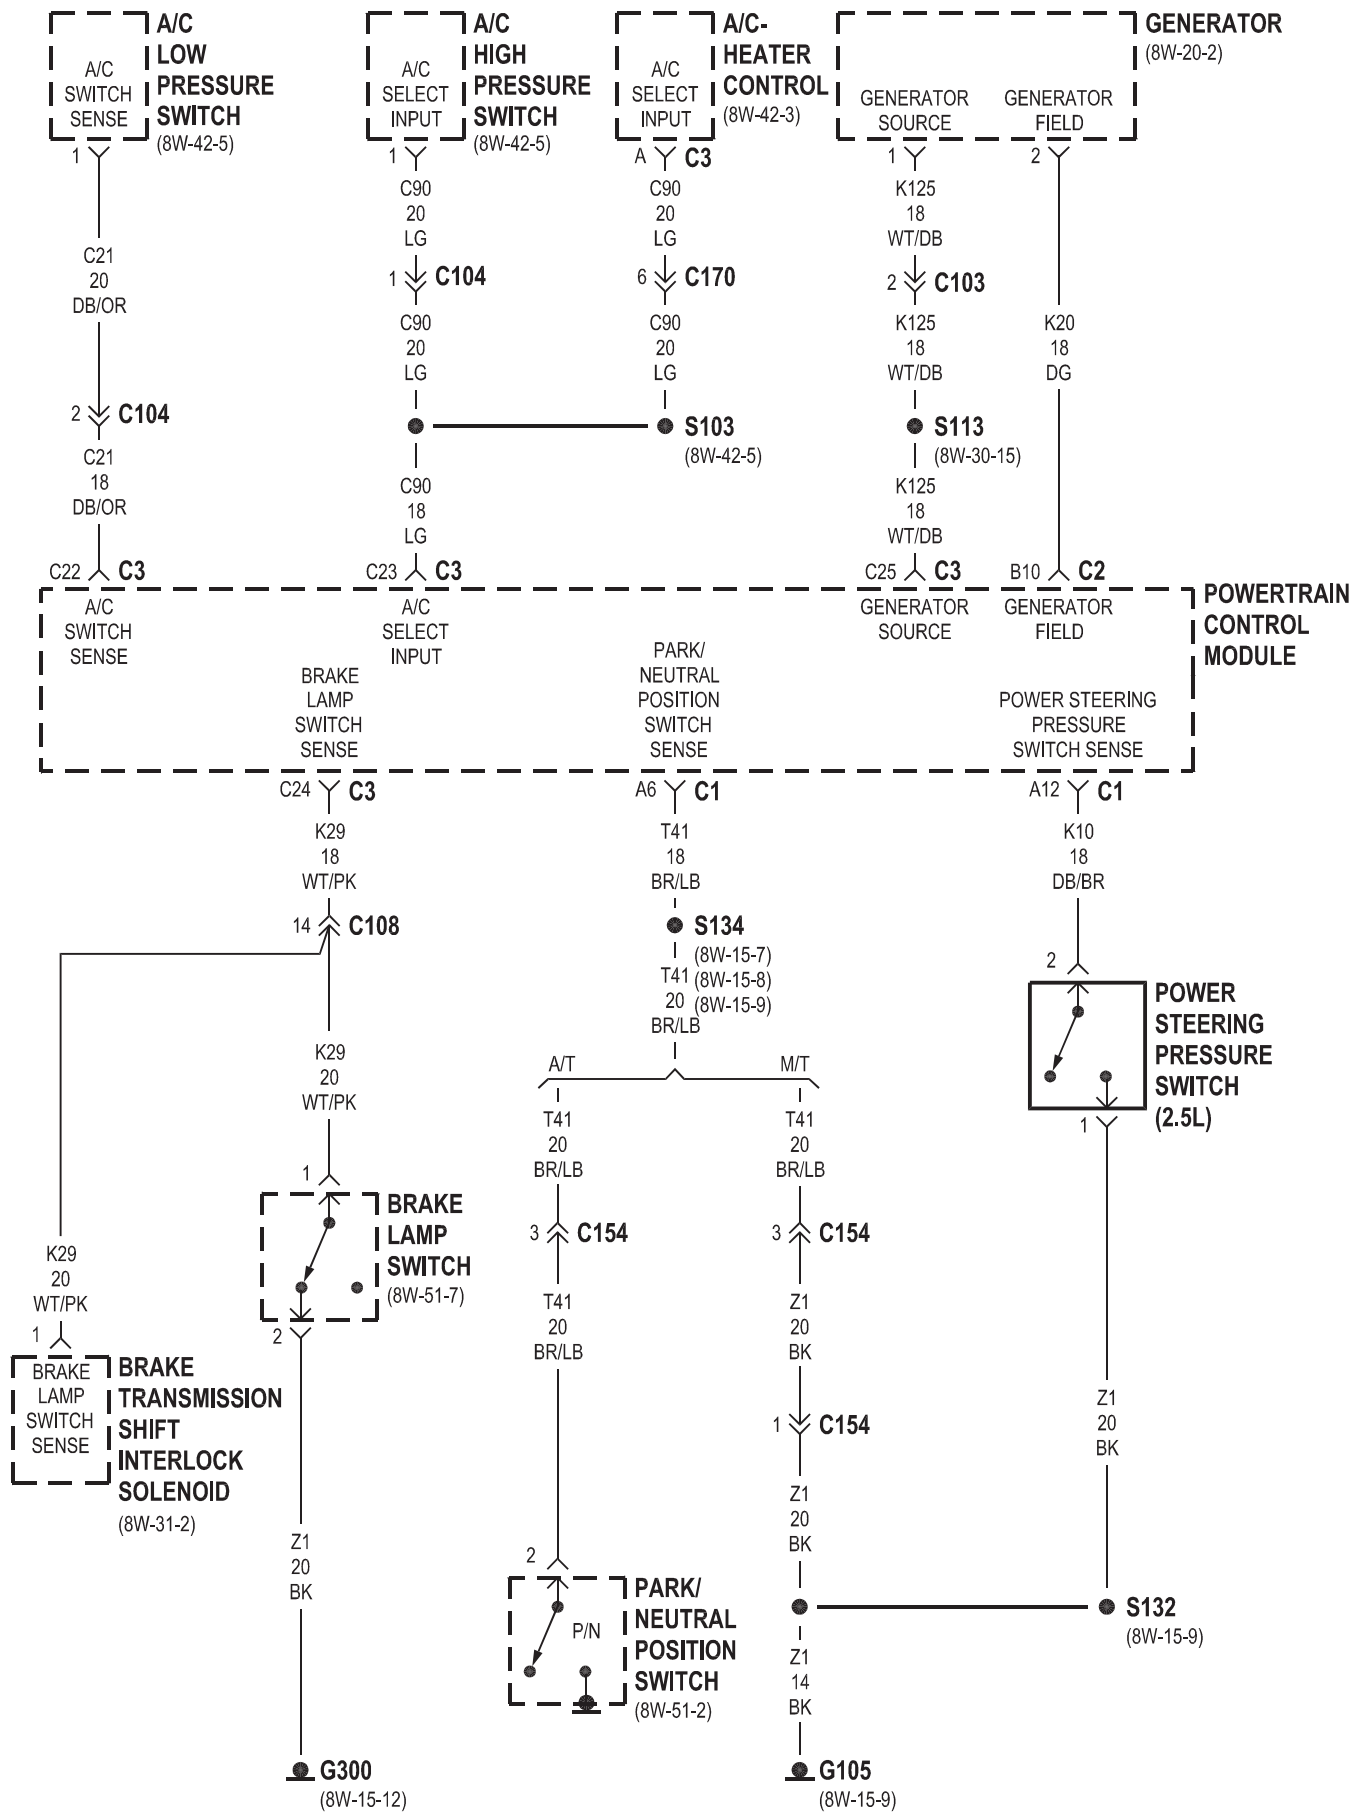 A/C
LOW
PRESSURE
SWITCH
(8W-42-5)
A/C
SWITCH
SENSE
1
C21
20
DB/OR
2
C104
C21
18
DB/OR
C22
C3
A/C
HIGH
PRESSURE
SWITCH
(8W-42-5)
A/C
SELECT
INPUT
1
C90
20
LG
1
C104
C90
20
LG
C90
18
LG
C23
C3
A/C-
HEATER
CONTROL
(8W-42-3)
A/C
SELECT
INPUT
A
C3
C90
20
LG
6
C170
C90
20
LG
S103
(8W-42-5)
GENERATOR
(8W-20-2)
GENERATOR
SOURCE
GENERATOR
FIELD
1
K125
18
WT/DB
2
C103
K125
18
WT/DB
S113
(8W-30-15)
K125
18
WT/DB
C25
C3
2
K20
18
DG
B10
C2
POWERTRAIN
CONTROL
MODULE
A/C
SWITCH
SENSE
A/C
SELECT
INPUT
GENERATOR
SOURCE
GENERATOR
FIELD
BRAKE
LAMP
SWITCH
SENSE
PARK/
NEUTRAL
POSITION
SWITCH
SENSE
POWER STEERING
PRESSURE
SWITCH SENSE
C24
C3
K29
18
WT/PK
14
C108
K29
20
WT/PK
1
BRAKE
LAMP
SWITCH
(8W-51-7)
2
Z1
20
BK
G300
(8W-15-12)
K29
20
WT/PK
1
BRAKE
LAMP
SWITCH
SENSE
BRAKE
TRANSMISSION
SHIFT
INTERLOCK
SOLENOID
(8W-31-2)
A6
C1
T41
18
BR/LB
S134
(8W-15-7)
(8W-15-8)
(8W-15-9)
T41
20
BR/LB
A/T
M/T
T41
20
BR/LB
3
C154
T41
20
BR/LB
2
P/N
PARK/
NEUTRAL
POSITION
SWITCH
(8W-51-2)
T41
20
BR/LB
3
C154
Z1
20
BK
1
C154
Z1
20
BK
Z1
14
BK
G105
(8W-15-9)
A12
C1
K10
18
DB/BR
2
POWER
STEERING
PRESSURE
SWITCH
(2.5L)
1
Z1
20
BK
S132
(8W-15-9)